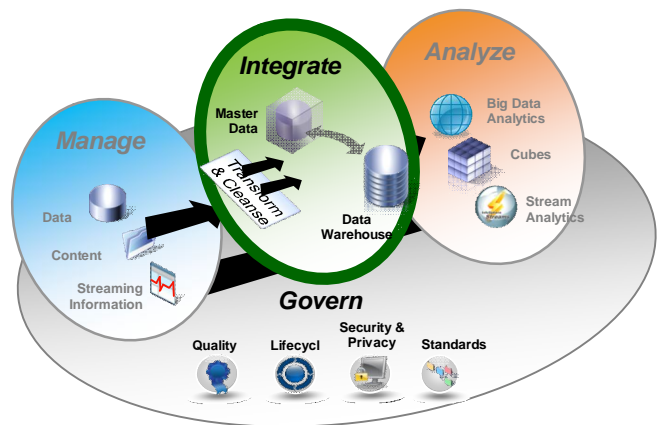 Manage
Data
Content
Streaming
Information
Integrate
Master
Data
Transform
& Cleanse
Data
Warehouse
Analyze
Big Data
Analytics
Cubes
Stream
Analytics
Govern
Quality
Lifecycl
Security &
Privacy
Standards